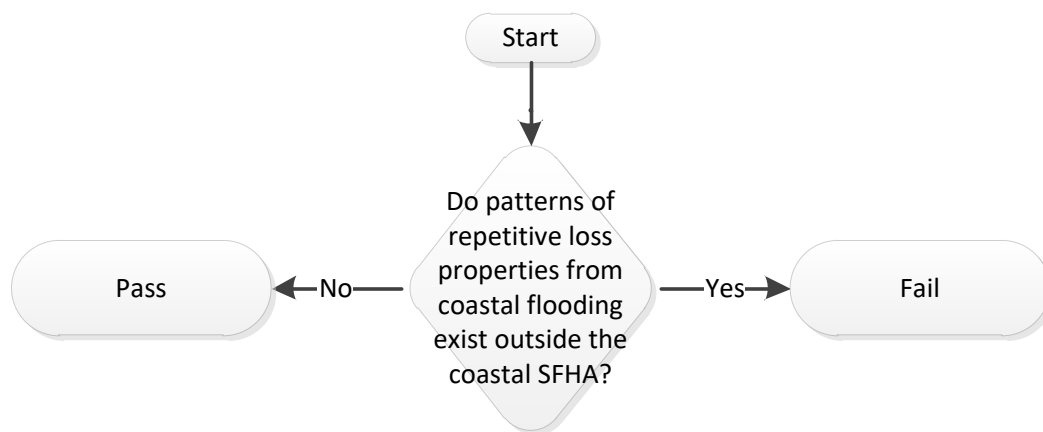 Start
Do patterns of
repetitive loss
properties from
coastal flooding
exist outside the
coastal SFHA?
Pass
No
Yes
Fail